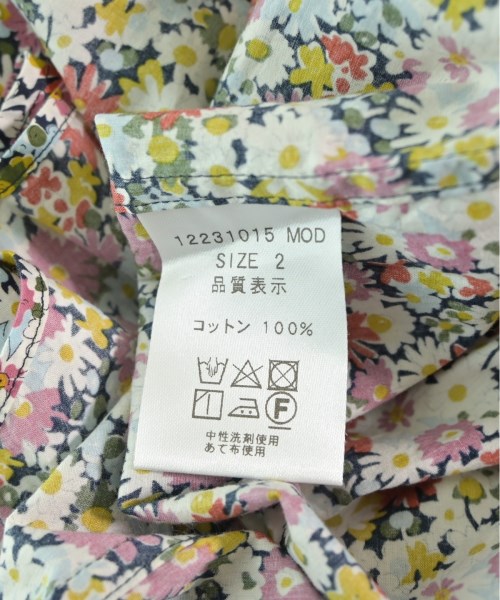 12231015 MOD
SIZE 2
品質表示
コットン 100%
F
中性洗剤使用
あて布使用